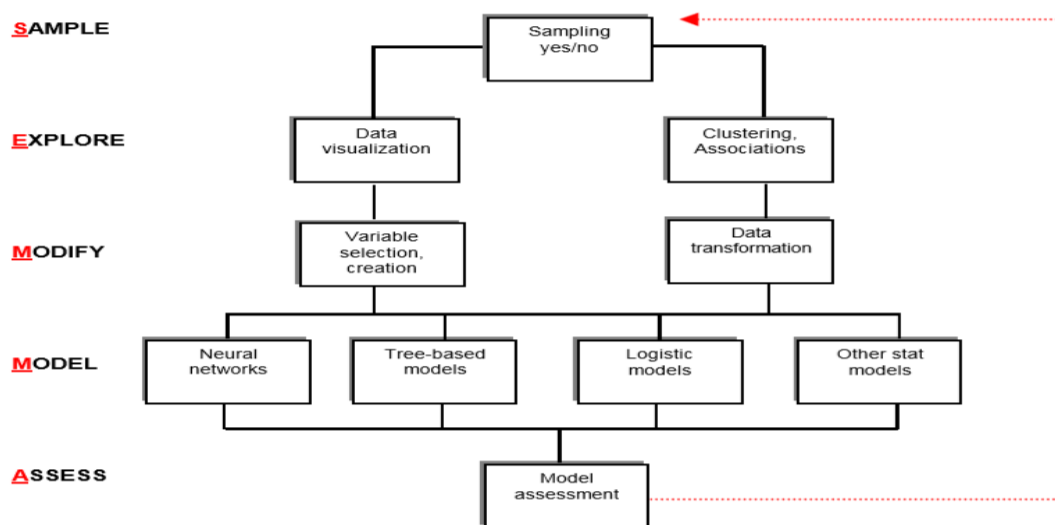 SAMPLE
Sampling
yes/no
EXPLORE
Data
visualization
Clustering,
Associations
MODIFY
Variable
selection,
creation
Data
transformation
MODEL
Neural
networks
Tree-based
models
Logistic
models
Other stat
models
ASSESS
Model
assessment